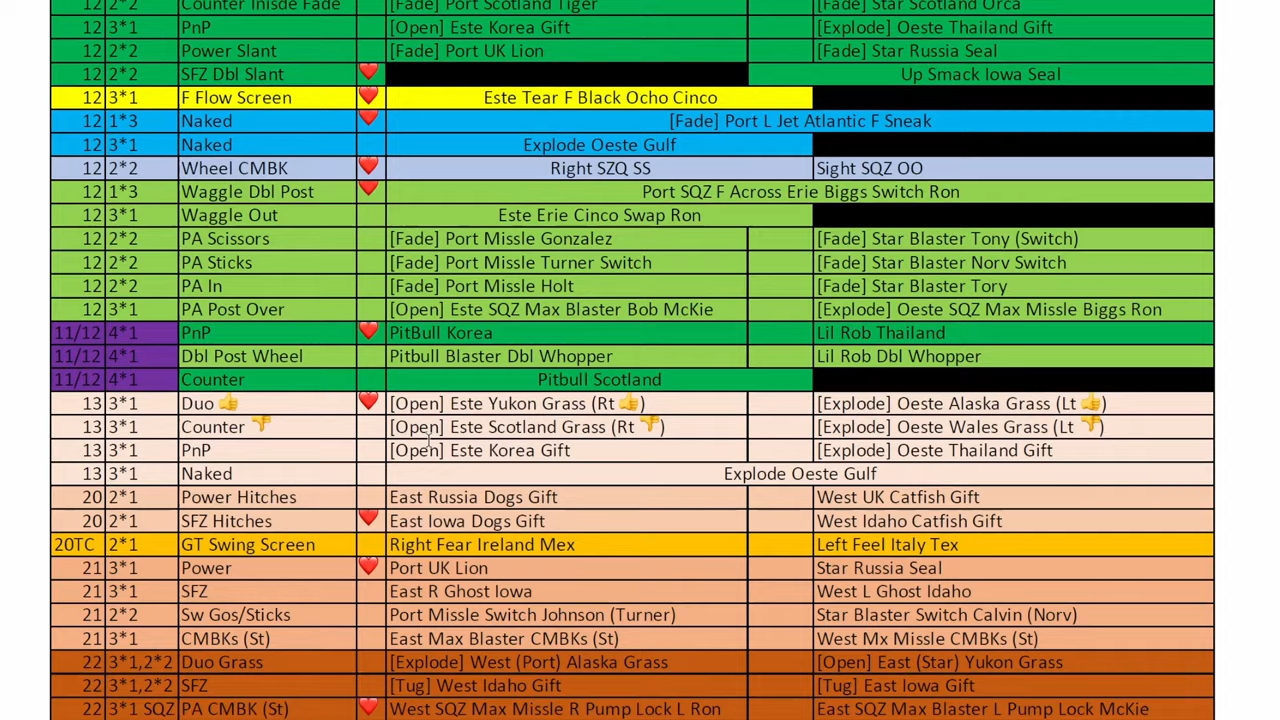 12 2*2 Counter Inisde Fade [Fade] Port Scotland Tiger [Fade] Star Scotland Orca
12 3*1 PnP [Open] Este Korea Gift [Explode] Oeste Thailand Gift
12 2*2 Power Slant [Fade] Port UK Lion [Fade] Star Russia Seal
12 2*2 SFZ Dbl Slant ❤️ Up Smack Iowa Seal
12 3*1 F Flow Screen ❤️ Este Tear F Black Ocho Cinco
12 1*3 Naked ❤️ [Fade] Port L Jet Atlantic F Sneak
12 3*1 Naked Explode Oeste Gulf
12 2*2 Wheel CMBK ❤️ Right SZQ SS Sight SQZ OO
12 1*3 Waggle Dbl Post ❤️ Port SQZ F Across Erie Biggs Switch Ron
12 3*1 Waggle Out Este Erie Cinco Swap Ron
12 2*2 PA Scissors [Fade] Port Missle Gonzalez [Fade] Star Blaster Tony (Switch)
12 2*2 PA Sticks [Fade] Port Missle Turner Switch [Fade] Star Blaster Norv Switch
12 2*2 PA In [Fade] Port Missle Holt [Fade] Star Blaster Tory
12 3*1 PA Post Over [Open] Este SQZ Max Blaster Bob McKie [Explode] Oeste SQZ Max Missle Biggs Ron
11/12 4*1 PnP ❤️ PitBull Korea Lil Rob Thailand
11/12 4*1 Dbl Post Wheel Pitbull Blaster Dbl Whopper Lil Rob Dbl Whopper
11/12 4*1 Counter Pitbull Scotland
13 3*1 Duo 👍 ❤️ [Open] Este Yukon Grass (Rt 👍) [Explode] Oeste Alaska Grass (Lt 👍)
13 3*1 Counter 👎 [Open] Este Scotland Grass (Rt 👎) [Explode] Oeste Wales Grass (Lt 👎)
13 3*1 PnP [Open] Este Korea Gift [Explode] Oeste Thailand Gift
13 3*1 Naked Explode Oeste Gulf
20 2*1 Power Hitches East Russia Dogs Gift West UK Catfish Gift
20 2*1 SFZ Hitches ❤️ East Iowa Dogs Gift West Idaho Catfish Gift
20TC 2*1 GT Swing Screen Right Fear Ireland Mex Left Feel Italy Tex
21 3*1 Power ❤️ Port UK Lion Star Russia Seal
21 3*1 SFZ East R Ghost Iowa West L Ghost Idaho
21 2*2 Sw Gos/Sticks Port Missle Switch Johnson (Turner) Star Blaster Switch Calvin (Norv)
21 3*1 CMBKs (St) East Max Blaster CMBKs (St) West Mx Missle CMBKs (St)
22 3*1,2*2 Duo Grass [Explode] West (Port) Alaska Grass [Open] East (Star) Yukon Grass
22 3*1,2*2 SFZ [Tug] West Idaho Gift [Tug] East Iowa Gift
22 3*1 SQZ PA CMBK (St) ❤️ West SQZ Max Missle R Pump Lock L Ron East SQZ Max Blaster L Pump Lock McKie